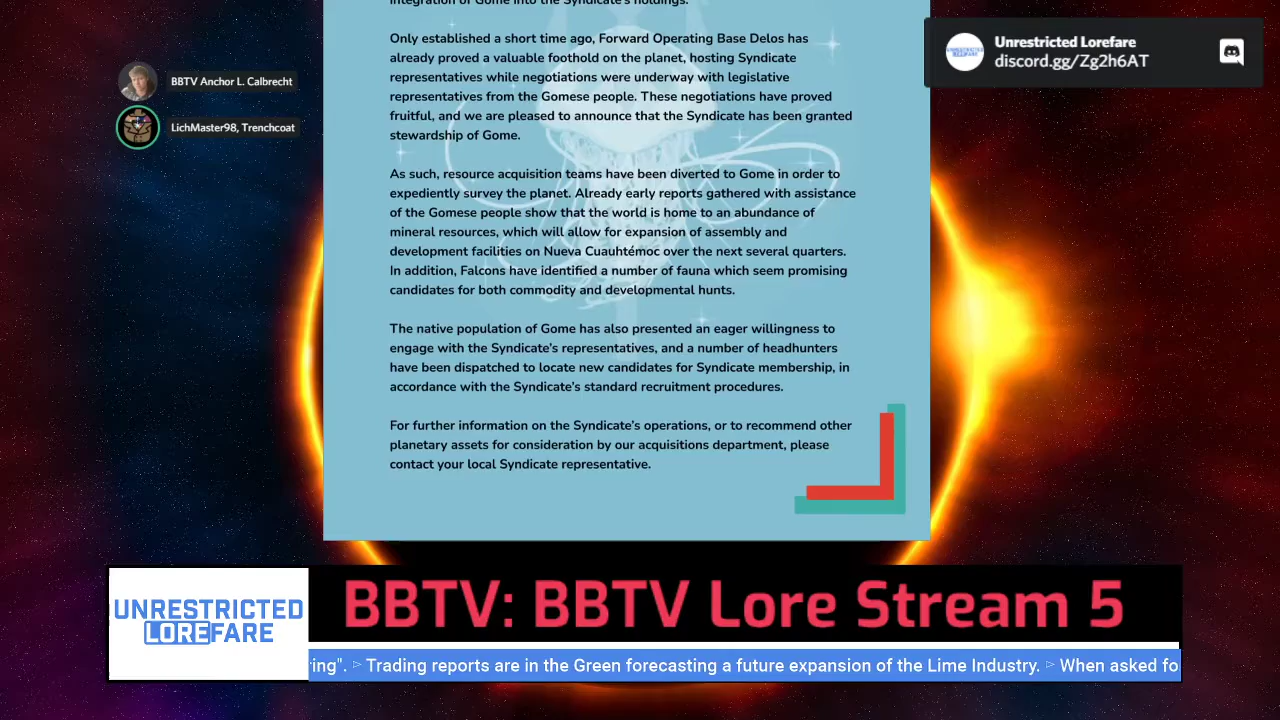 integration of Gome into the Syndicate's holdings.
Only established a short time ago, Forward Operating Base Delos has
already proved a valuable foothold on the planet, hosting Syndicate
representatives while negotiations were underway with legislative
representatives from the Gomese people. These negotiations have proved
fruitful, and we are pleased to announce that the Syndicate has been granted
stewardship of Gome.
As such, resource acquisition teams have been diverted to Gome in order to
expediently survey the planet. Already early reports gathered with assistance
of the Gomese people show that the world is home to an abundance of
mineral resources, which will allow for expansion of assembly and
development facilities on Nueva Cuauhtémoc over the next several quarters.
In addition, Falcons have identified a number of fauna which seem promising
candidates for both commodity and developmental hunts.
The native population of Gome has also presented an eager willingness to
engage with the Syndicate's representatives, and a number of headhunters
have been dispatched to locate new candidates for Syndicate membership, in
accordance with the Syndicate's standard recruitment procedures.
For further information on the Syndicate's operations, or to recommend other
planetary assets for consideration by our acquisitions department, please
contact your local Syndicate representative.
BBTV Anchor L. Calbrecht
LichMaster98, Trenchcoat
Unrestricted Lorefare
discord.gg/Zg2h6AT
UNRESTRICTED
LOREFARE
BBTV: BBTV Lore Stream 5
ring". ▷ Trading reports are in the Green forecasting a future expansion of the Lime Industry. ▷ When asked fo